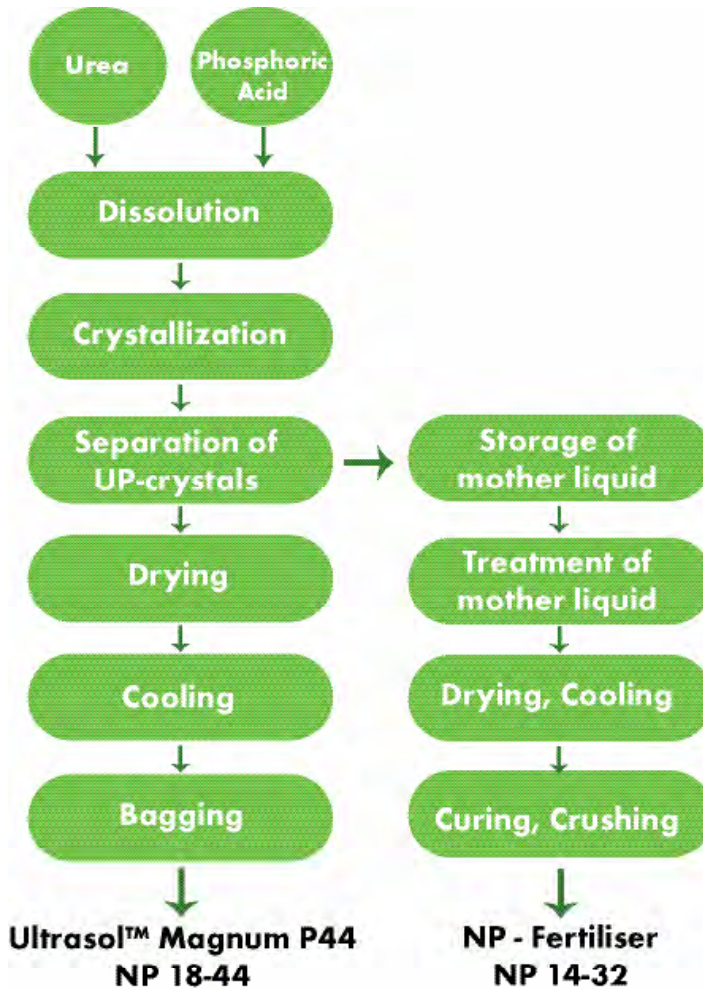 Urea
Phosphoric
Acid
Dissolution
Crystallization
Separation of
UP-crystals
Storage of
mother liquid
Drying
Treatment of
mother liquid
Cooling
Drying, Cooling
Bagging
Curing, Crushing
Ultrasol™ Magnum P44
NP 18-44
NP - Fertiliser
NP 14-32